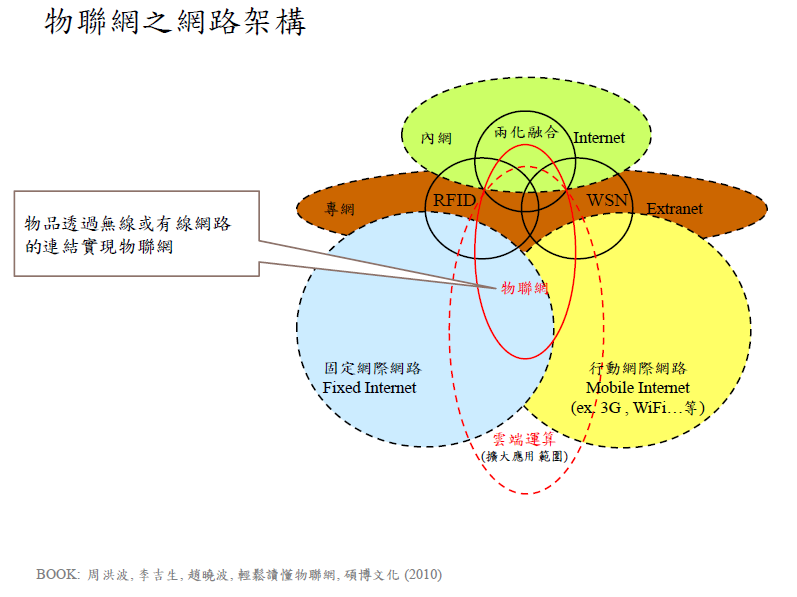 物聯網之網路架構
兩化融合
內網
Internet
RFID
WSN
專網
Extranet
物品透過無線或有線網路
的連結實現物聯網
物聯網
固定網際網路
Fixed Internet
行動網際網路
Mobile Internet
(ex. 3G , WiFi…等)
雲端運算
(擴大應用範圍)
BOOK: 周洪波, 李吉生, 趙曉波, 輕鬆讀懂物聯網, 碩博文化 (2010)